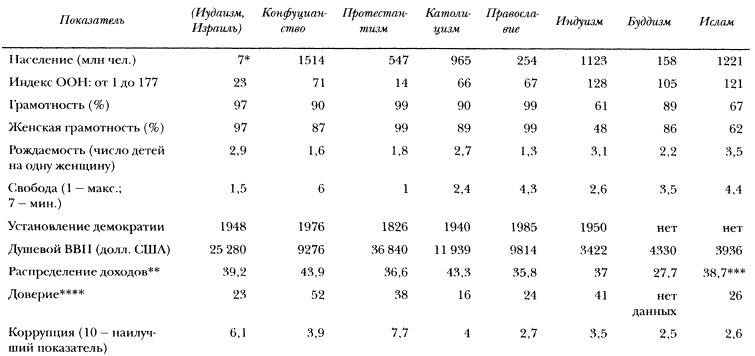 Показатель (Иудаизм, Израиль) Конфуцианство Протестантизм Католицизм Православие Индуизм Буддизм Ислам
Население (млн чел.) 7* 1514 547 965 254 1123 158 1221
Индекс ООН: от 1 до 177 23 71 14 66 67 128 105 121
Грамотность (%) 97 90 99 90 99 61 89 67
Женская грамотность (%) 97 87 99 89 99 48 86 62
Рождаемость (число детей на одну женщину) 2,9 1,6 1,8 2,7 1,3 3,1 2,2 3,5
Свобода (1 – макс.; 7 – мин.) 1,5 6 1 2,4 4,3 2,6 3,5 4,4
Установление демократии 1948 1976 1826 1940 1985 1950 нет нет
Душевой ВВП (долл. США) 25 280 9276 36 840 11 939 9814 3422 4330 3936
Распределение доходов** 39,2 43,9 36,6 43,3 35,8 37 27,7 38,7***
Доверие**** 23 52 38 16 24 41 нет данных 26
Коррупция (10 – наилучший показатель) 6,1 3,9 7,7 4 2,7 3,5 2,5 2,6